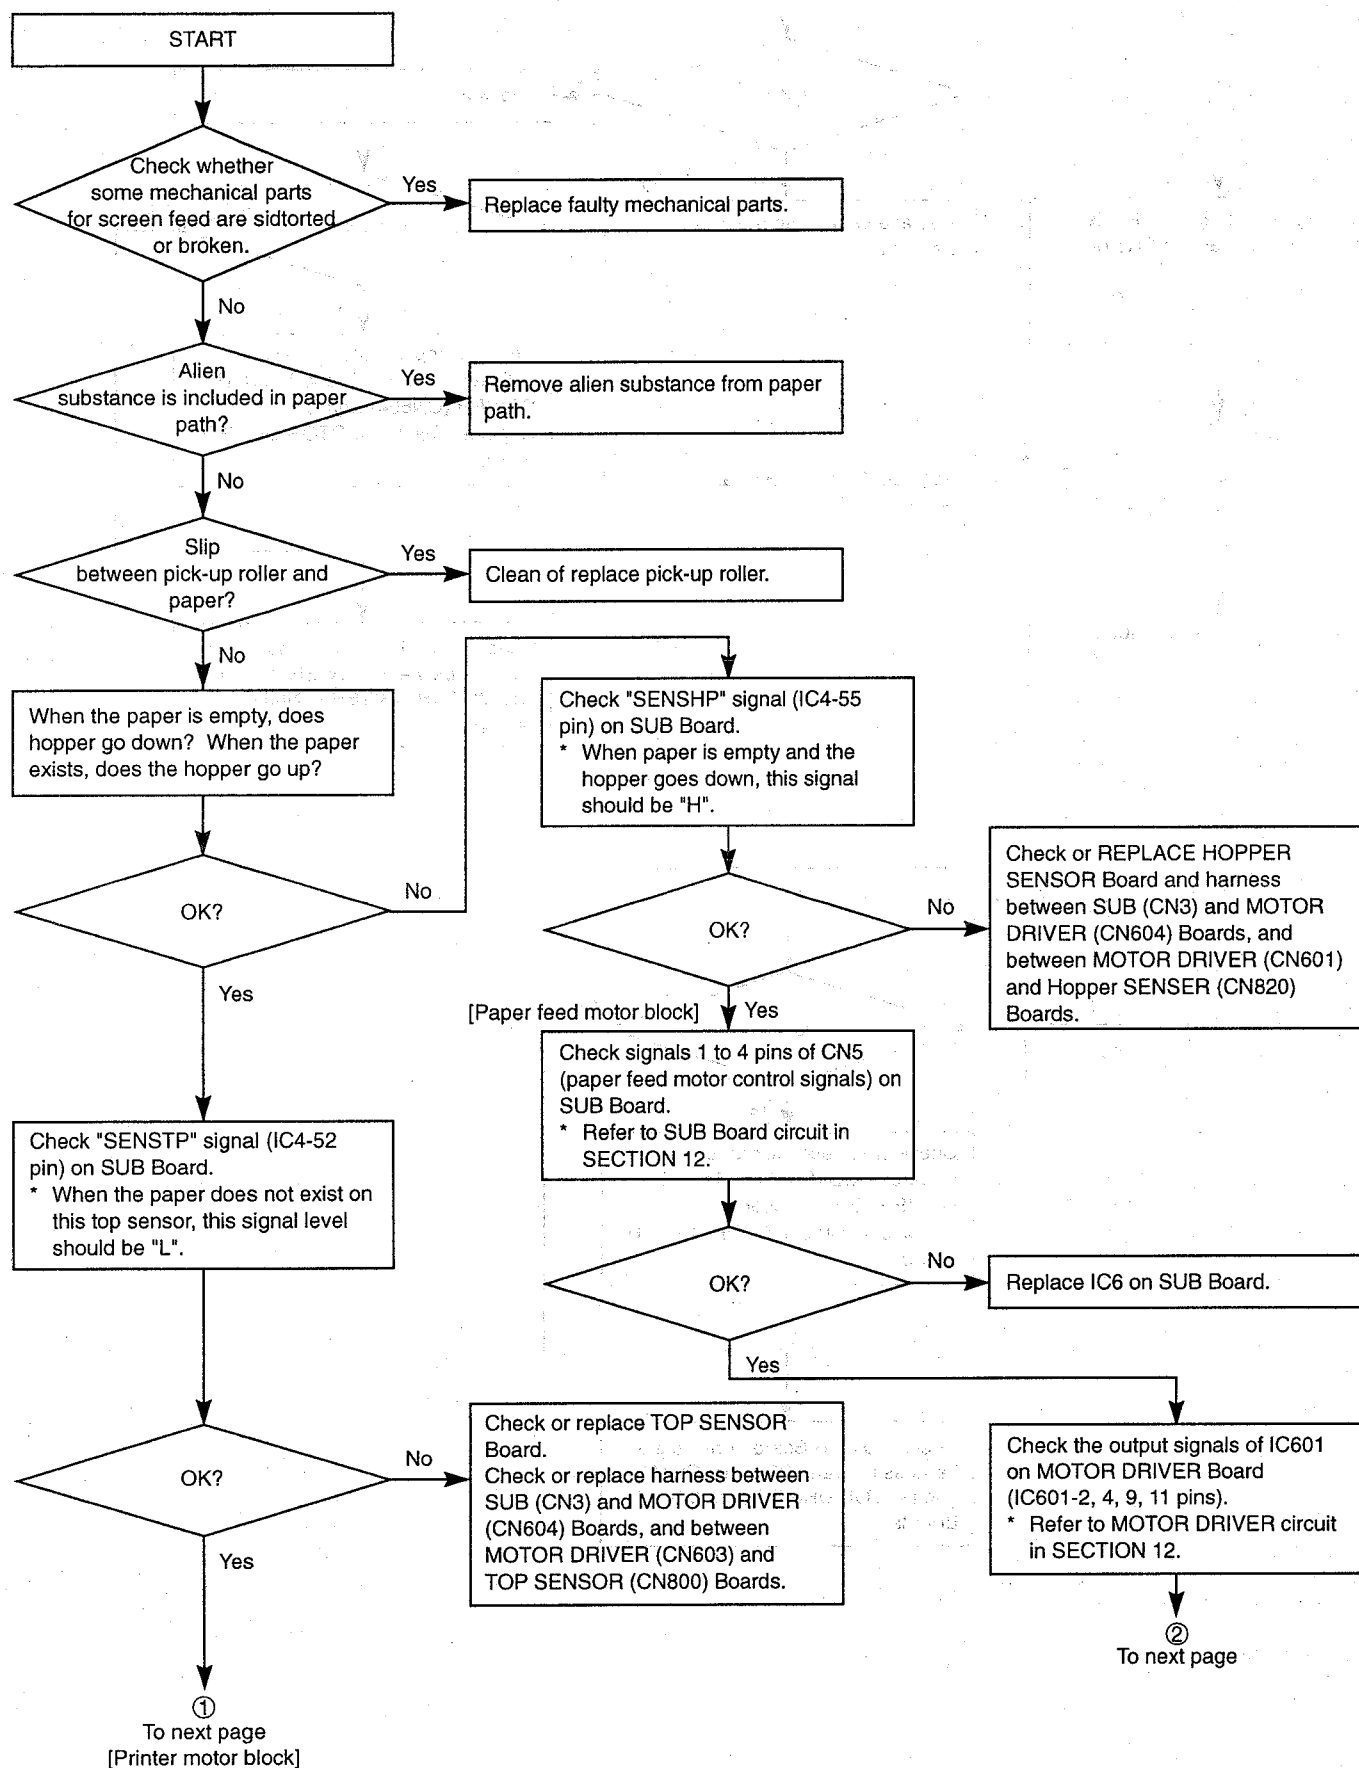 START
Check whether
some mechanical parts
for screen feed are sidtorted
or broken.
Yes
Replace faulty mechanical parts.
No
Alien
substance is included in paper
path?
Yes
Remove alien substance from paper
path.
No
Slip
between pick-up roller and
paper?
Yes
Clean of replace pick-up roller.
No
When the paper is empty, does
hopper go down? When the paper
exists, does the hopper go up?
OK?
No
Yes
Check "SENSHP" signal (IC4-55
pin) on SUB Board.
* When paper is empty and the
hopper goes down, this signal
should be "H".
OK?
No
Check or REPLACE HOPPER
SENSOR Board and harness
between SUB (CN3) and MOTOR
DRIVER (CN604) Boards, and
between MOTOR DRIVER (CN601)
and Hopper SENSER (CN820)
Boards.
[Paper feed motor block]
Yes
Check signals 1 to 4 pins of CN5
(paper feed motor control signals) on
SUB Board.
* Refer to SUB Board circuit in
SECTION 12.
OK?
No
Replace IC6 on SUB Board.
Yes
Check the output signals of IC601
on MOTOR DRIVER Board
(IC601-2, 4, 9, 11 pins).
* Refer to MOTOR DRIVER circuit
in SECTION 12.
②
To next page
Check "SENSTP" signal (IC4-52
pin) on SUB Board.
* When the paper does not exist on
this top sensor, this signal level
should be "L".
OK?
No
Check or replace TOP SENSOR
Board.
Check or replace harness between
SUB (CN3) and MOTOR DRIVER
(CN604) Boards, and between
MOTOR DRIVER (CN603) and
TOP SENSOR (CN800) Boards.
Yes
①
To next page
[Printer motor block]